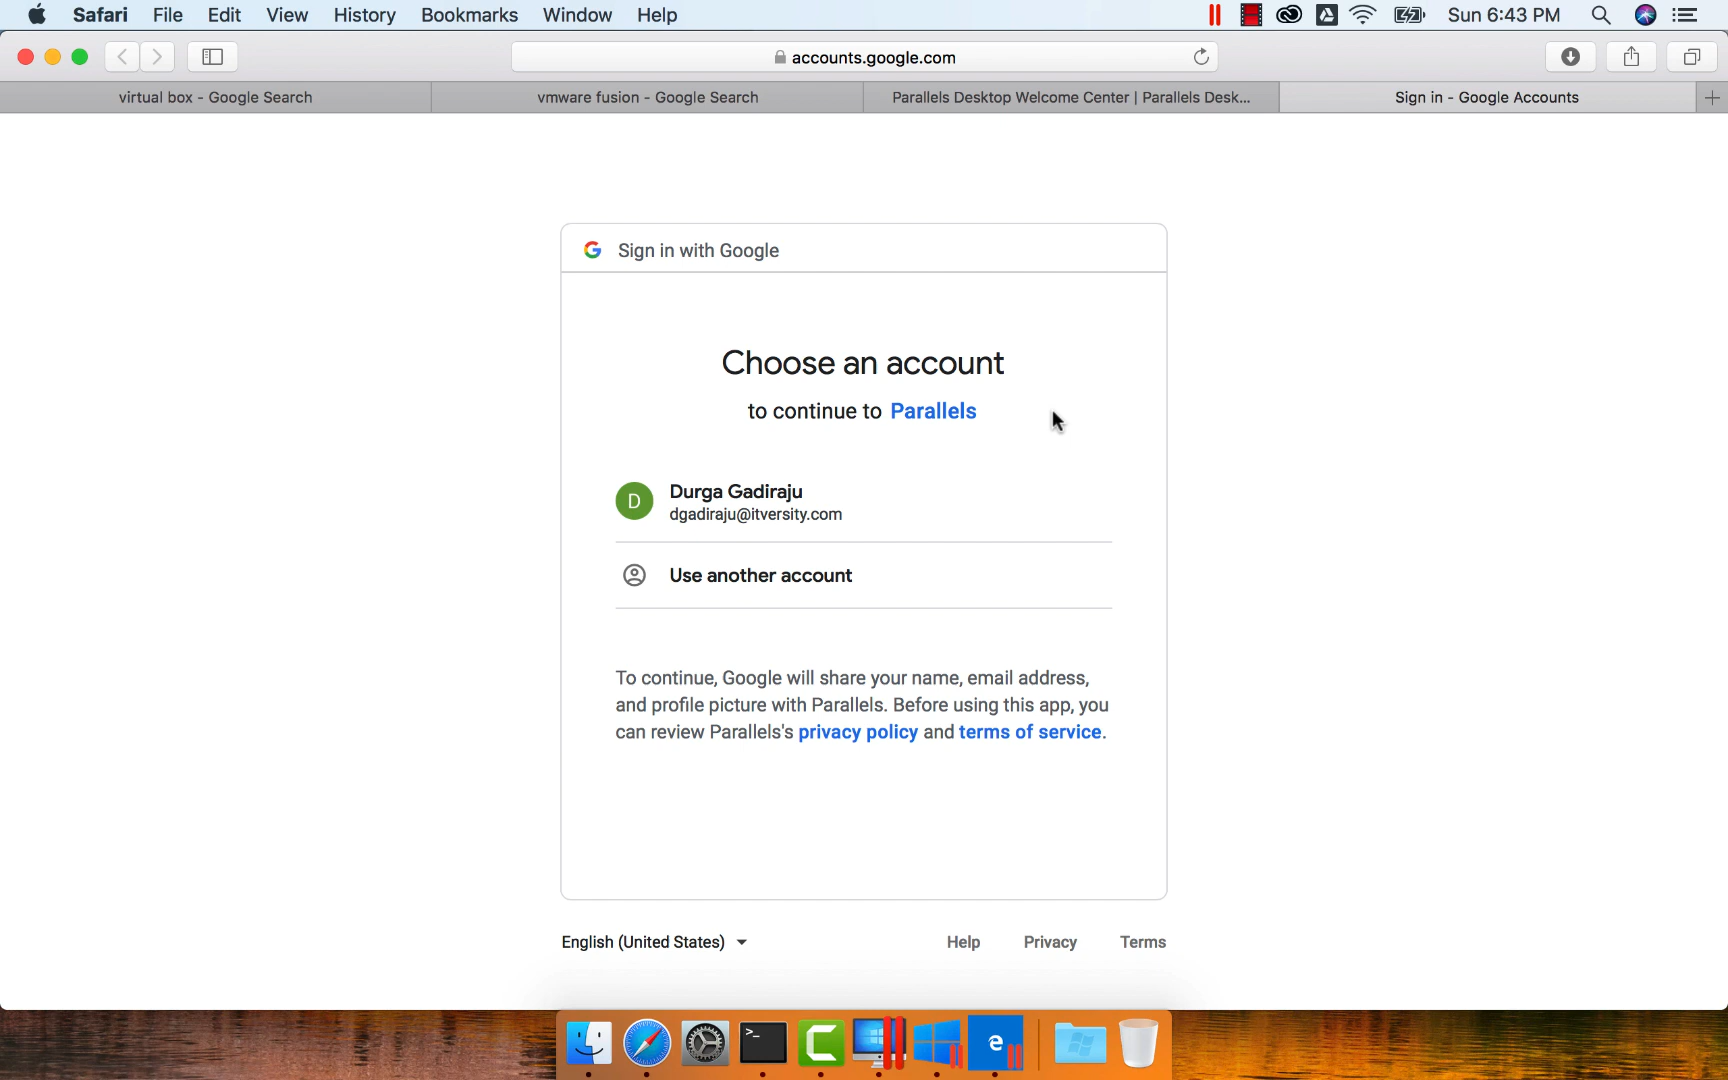 Safari File Edit View History Bookmarks Window Help Sun 6:43 PM
accounts.google.com
virtual box - Google Search
vmware fusion - Google Search
Parallels Desktop Welcome Center | Parallels Desk...
Sign in - Google Accounts
Sign in with Google
Choose an account
to continue to Parallels
D
Durga Gadiraju
dgadiraju@itversity.com
Use another account
To continue, Google will share your name, email address,
and profile picture with Parallels. Before using this app, you
can review Parallels's privacy policy and terms of service.
English (United States)
Help Privacy Terms